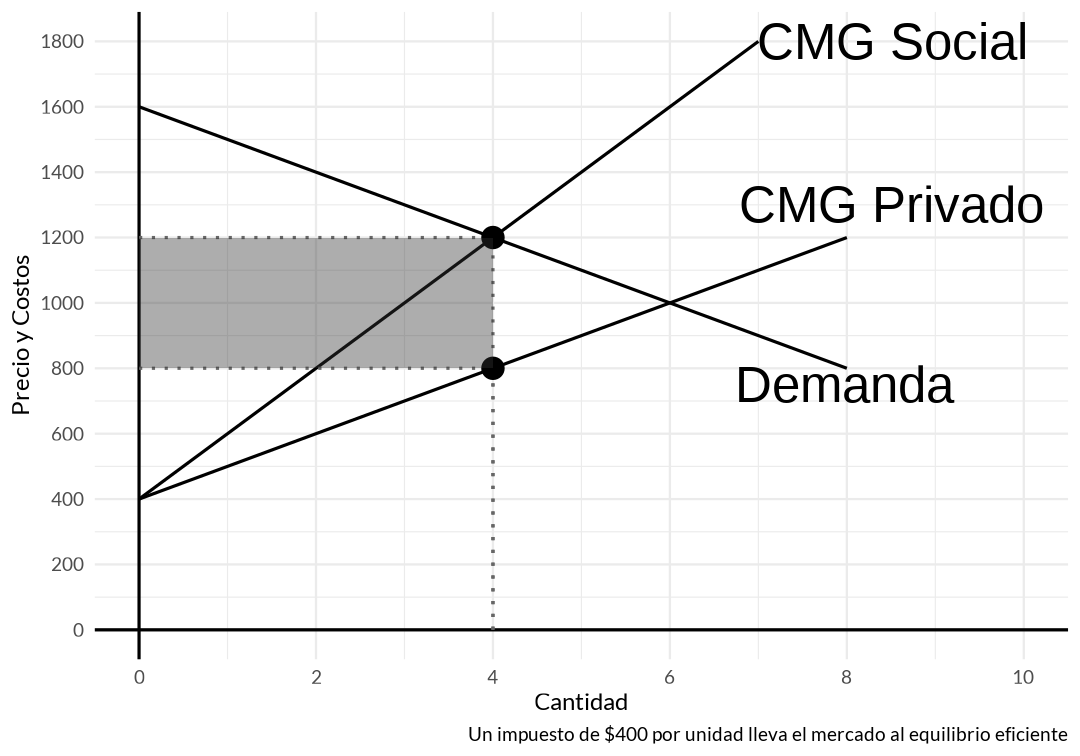 CMG Social
CMG Privado
Demanda
Precio y Costos
1800
1600
1400
1200
1000
800
600
400
200
0
0 2 4 6 8 10
Cantidad
Un impuesto de $400 por unidad lleva el mercado al equilibrio eficiente